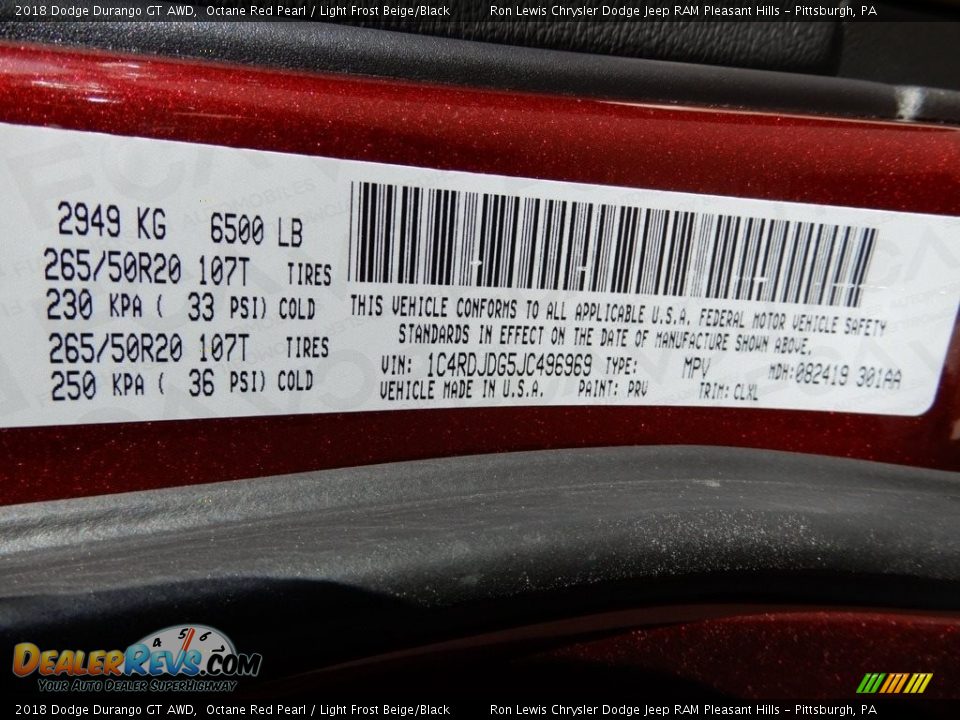 2018 Dodge Durango GT AWD, Octane Red Pearl / Light Frost Beige/Black Ron Lewis Chrysler Dodge Jeep RAM Pleasant Hills - Pittsburgh, PA
2949 KG 6500 LB
265/50R20 107T TIRES
230 KPA ( 33 PSI) COLD
265/50R20 107T TIRES
250 KPA ( 36 PSI) COLD
THIS VEHICLE CONFORMS TO ALL APPLICABLE U.S.A. FEDERAL MOTOR VEHICLE SAFETY
STANDARDS IN EFFECT ON THE DATE OF MANUFACTURE SHOWN ABOVE.
VIN: 1C4RDJDG5JC496969 TYPE: MPV MDH:082419 301AA
VEHICLE MADE IN U.S.A. PAINT: PRV TRIM: CLXL
4 5 6
DEALERREVS.COM
Your Auto Dealer SuperHighway
2018 Dodge Durango GT AWD, Octane Red Pearl / Light Frost Beige/Black Ron Lewis Chrysler Dodge Jeep RAM Pleasant Hills - Pittsburgh, PA